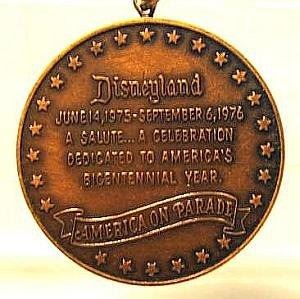 Disneyland
JUNE 14, 1975 - SEPTEMBER 6, 1976
A SALUTE... A CELEBRATION
DEDICATED TO AMERICA'S
BICENTENNIAL YEAR.
AMERICA ON PARADE